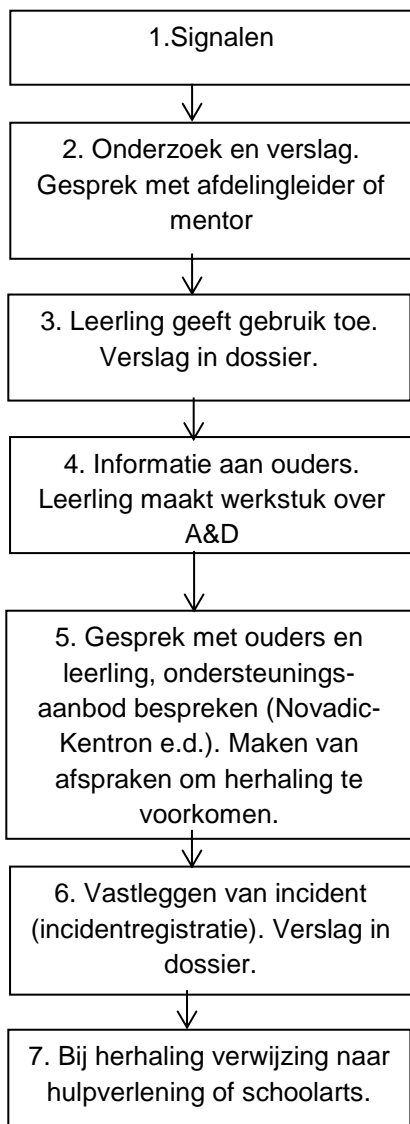 1.Signalen
2. Onderzoek en verslag.
Gesprek met afdelingleider of
mentor
3. Leerling geeft gebruik toe.
Verslag in dossier.
4. Informatie aan ouders.
Leerling maakt werkstuk over
A&D
5. Gesprek met ouders en
leerling, ondersteunings-
aanbod bespreken (Novadic-
Kentron e.d.). Maken van
afspraken om herhaling te
voorkomen.
6. Vastleggen van incident
(incidentregistratie). Verslag in
dossier.
7. Bij herhaling verwijzing naar
hulpverlening of schoolarts.